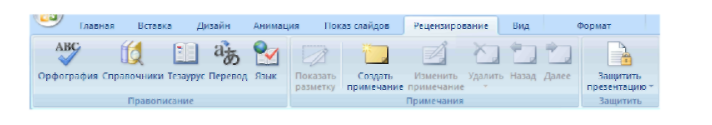 Главная Вставка Дизайн Анимация Показ слайдов Рецензирование Вид Формат
ABC
Орфография Справочники Тезаурус Перевод Язык Показать разметку Создать примечание Изменить примечание Удалить Назад Далее Защитить презентацию
Правописание Примечания Защитить